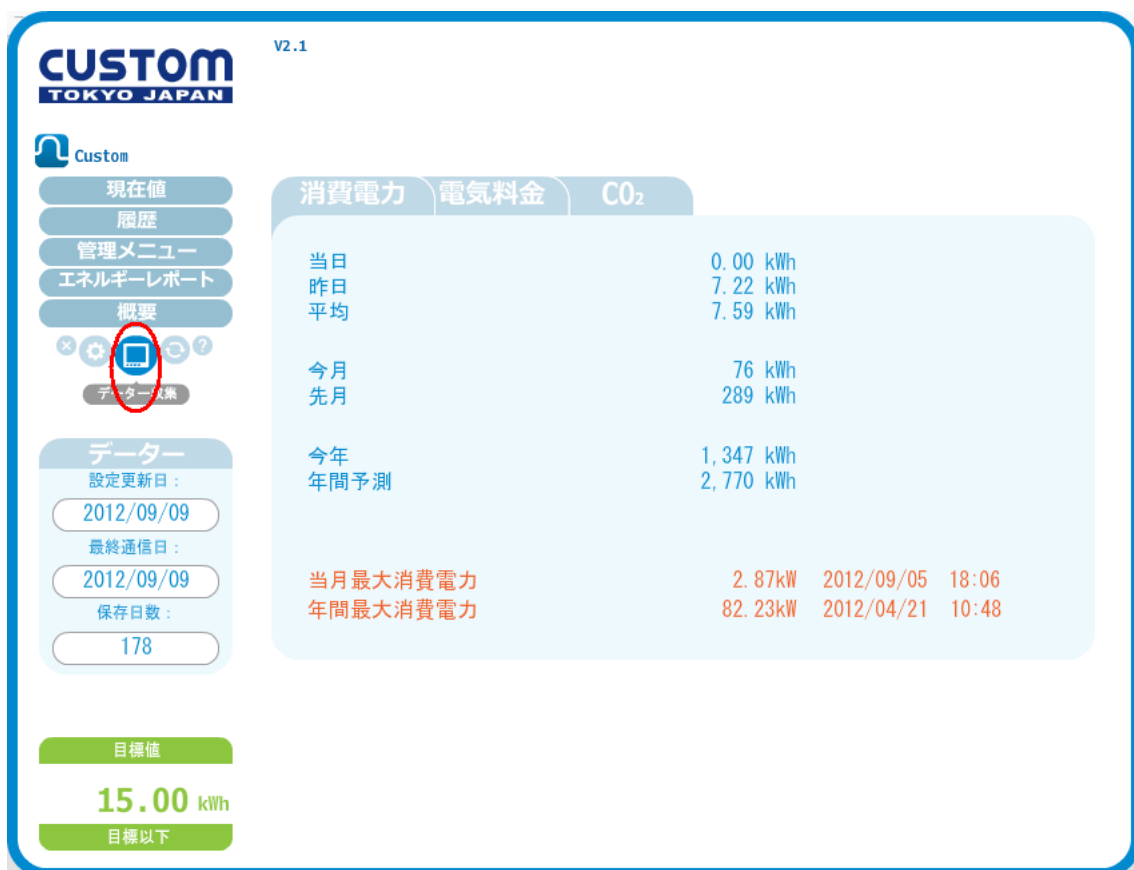 CUSTOM
TOKYO JAPAN
V2.1
Custom
現在値
履歴
管理メニュー
エネルギーレポート
概要
データー収集
データー
設定更新日：
2012/09/09
最終通信日：
2012/09/09
保存日数：
178
目標値
15.00 kWh
目標以下
消費電力 電気料金 CO₂
当日 0.00 kWh
昨日 7.22 kWh
平均 7.59 kWh
今月 76 kWh
先月 289 kWh
今年 1,347 kWh
年間予測 2,770 kWh
当月最大消費電力 2.87kW 2012/09/05 18:06
年間最大消費電力 82.23kW 2012/04/21 10:48